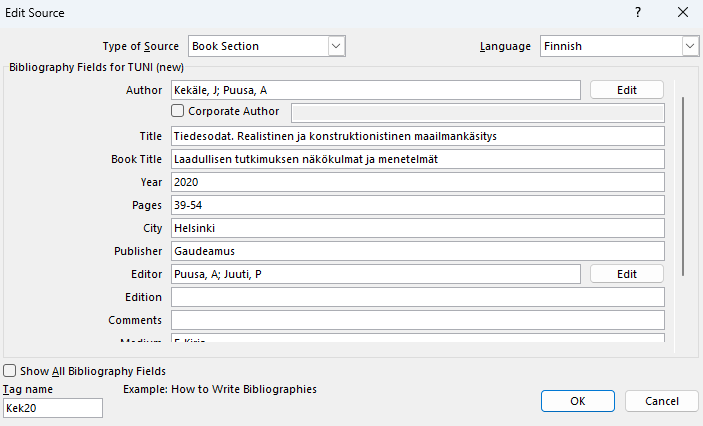 Edit Source
? ×
Type of Source Book Section Language Finnish
Bibliography Fields for TUNI (new)
Author Kekäle, J; Puusa, A Edit
Corporate Author
Title Tiedesodat. Realistinen ja konstruktionistinen maailmankäsitys
Book Title Laadullisen tutkimuksen näkökulmat ja menetelmät
Year 2020
Pages 39-54
City Helsinki
Publisher Gaudeamus
Editor Puusa, A; Juuti, P Edit
Edition
Comments
Medium E-Kirja
Show All Bibliography Fields
Tag name Example: How to Write Bibliographies
Kek20 OK Cancel